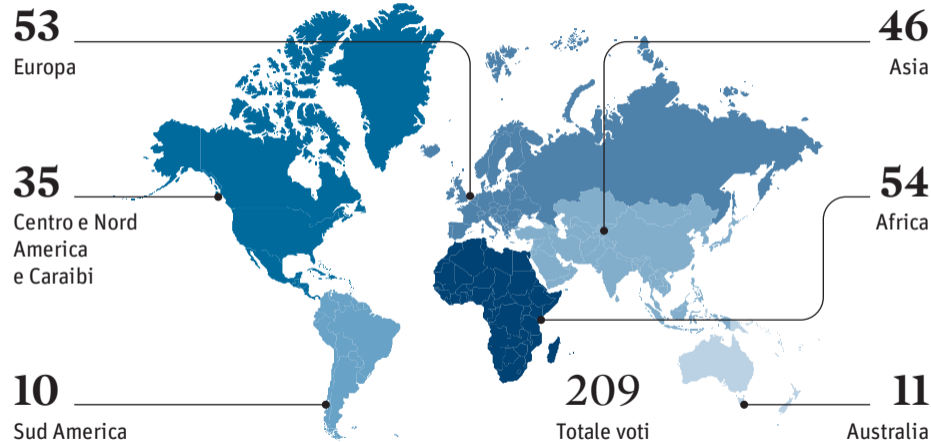 53
Europa
46
Asia
35
Centro e Nord
America
e Caraibi
54
Africa
10
Sud America
209
Totale voti
11
Australia